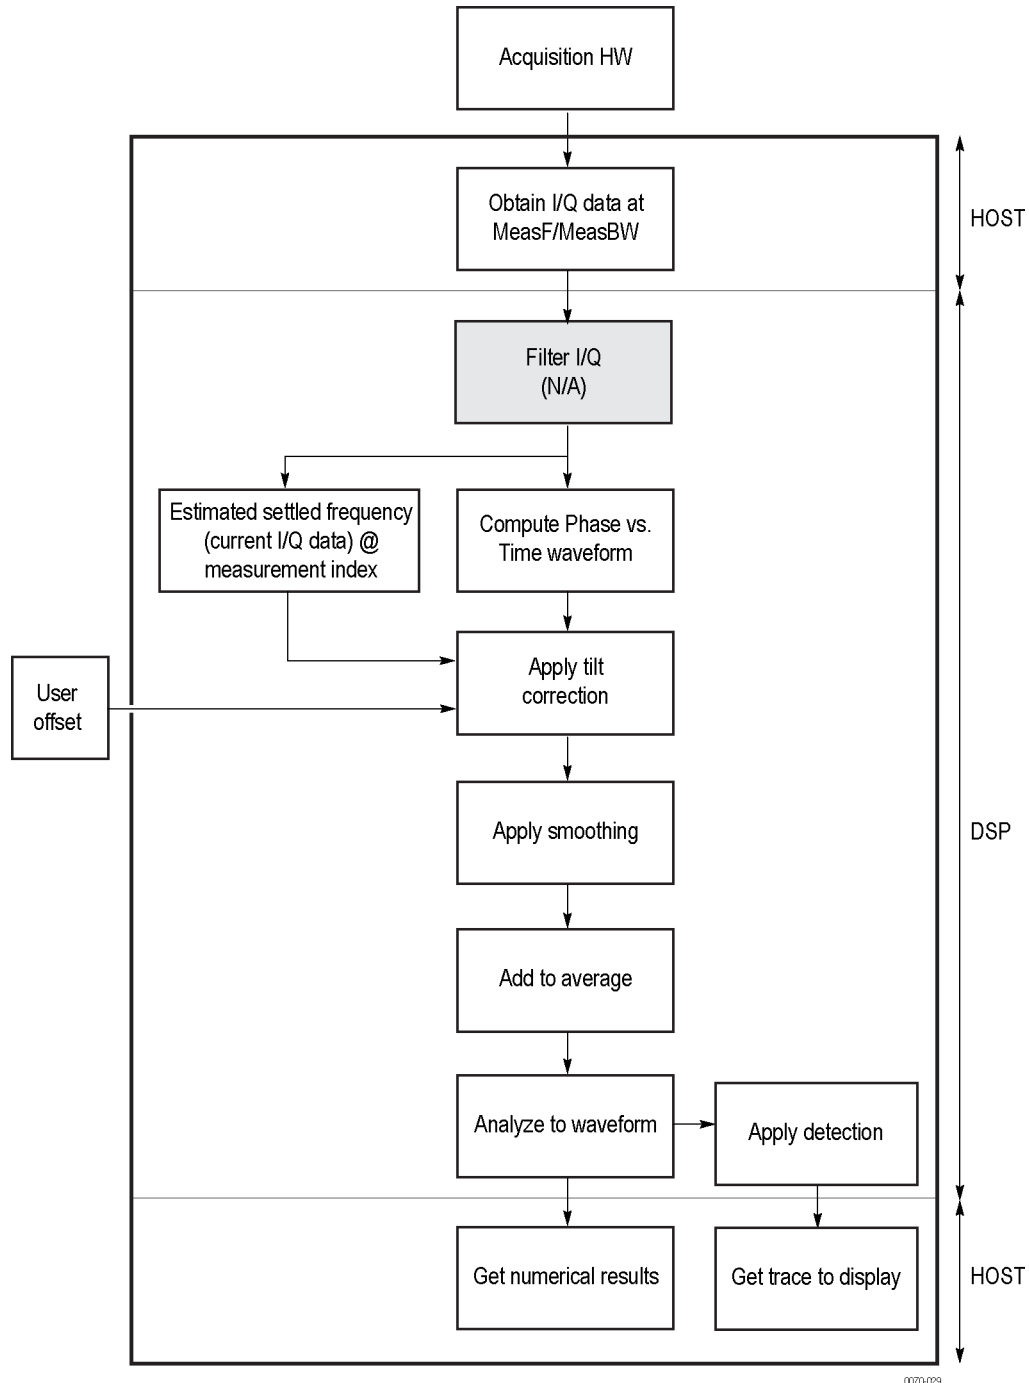 Acquisition HW
Obtain I/Q data at
MeasF/MeasBW
HOST
Filter I/Q
(N/A)
Estimated settled frequency
(current I/Q data) @
measurement index
Compute Phase vs.
Time waveform
Apply tilt
correction
User
offset
Apply smoothing
DSP
Add to average
Analyze to waveform
Apply detection
Get numerical results
Get trace to display
HOST
0070-029